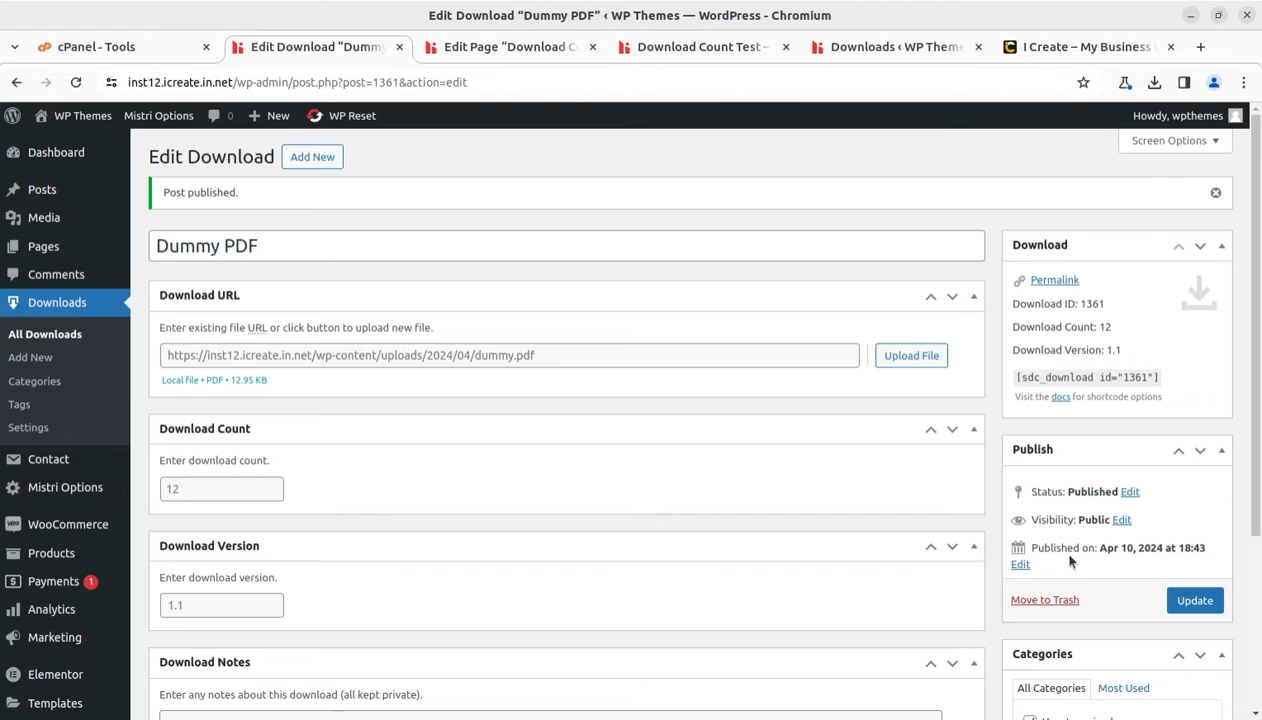 Edit Download “Dummy PDF” ‹ WP Themes — WordPress - Chromium
cPanel - Tools
Edit Download “Dummy
Edit Page “Download C
Download Count Test –
Downloads ‹ WP Theme
I Create – My Business
inst12.icreate.in.net/wp-admin/post.php?post=1361&action=edit
WP Themes
Mistri Options
0
New
WP Reset
Howdy, wpthemes
Screen Options
Dashboard
Posts
Media
Pages
Comments
Downloads
All Downloads
Add New
Categories
Tags
Settings
Contact
Mistri Options
WooCommerce
Products
Payments 1
Analytics
Marketing
Elementor
Templates
Edit Download
Add New
Post published.
Dummy PDF
Download URL
Enter existing file URL or click button to upload new file.
https://inst12.icreate.in.net/wp-content/uploads/2024/04/dummy.pdf
Upload File
Local file • PDF • 12.95 KB
Download Count
Enter download count.
12
Download Version
Enter download version.
1.1
Download Notes
Enter any notes about this download (all kept private).
Download
Permalink
Download ID: 1361
Download Count: 12
Download Version: 1.1
[sdc_download id="1361"]
Visit the docs for shortcode options
Publish
Status: Published Edit
Visibility: Public Edit
Published on: Apr 10, 2024 at 18:43
Edit
Move to Trash
Update
Categories
All Categories
Most Used